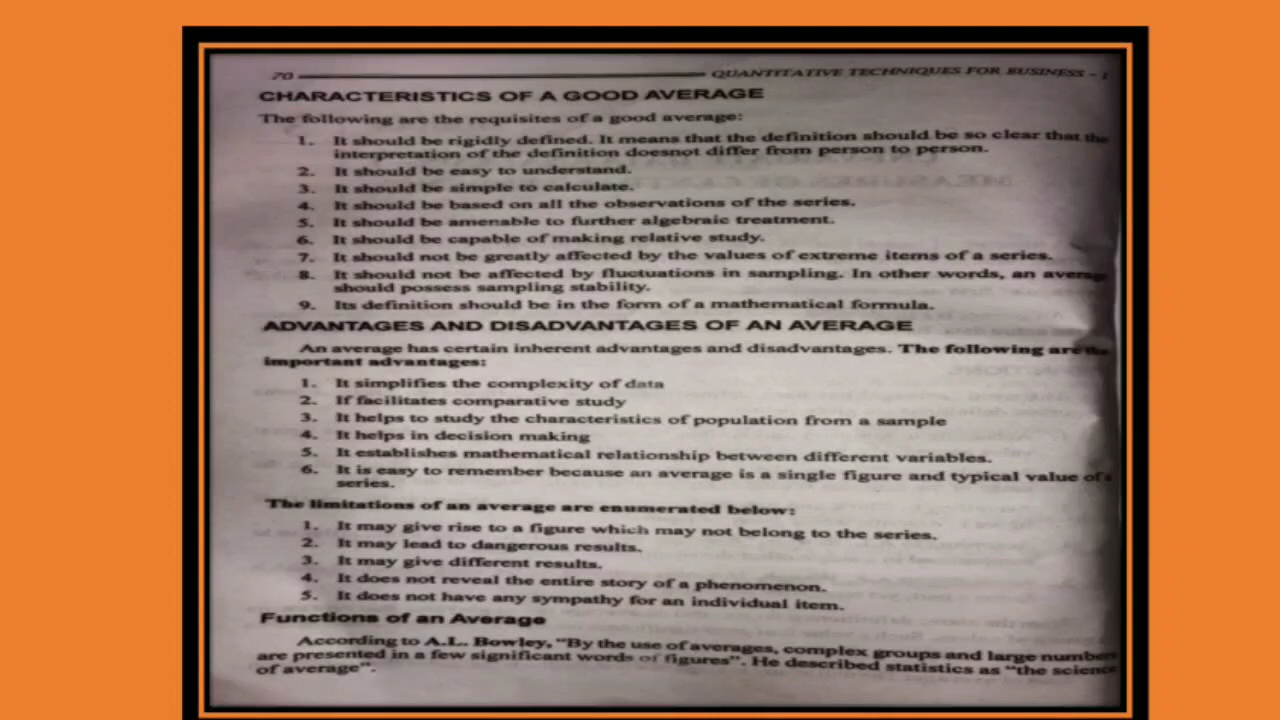 70 QUANTITATIVE TECHNIQUES FOR BUSINESS - I
CHARACTERISTICS OF A GOOD AVERAGE
The following are the requisites of a good average:
1. It should be rigidly defined. It means that the definition should be so clear that the
interpretation of the definition doesnot differ from person to person.
2. It should be easy to understand.
3. It should be simple to calculate.
4. It should be based on all the observations of the series.
5. It should be amenable to further algebraic treatment.
6. It should be capable of making relative study.
7. It should not be greatly affected by the values of extreme items of a series.
8. It should not be affected by fluctuations in sampling. In other words, an average
should possess sampling stability.
9. Its definition should be in the form of a mathematical formula.
ADVANTAGES AND DISADVANTAGES OF AN AVERAGE
An average has certain inherent advantages and disadvantages. The following are the
important advantages:
1. It simplifies the complexity of data
2. If facilitates comparative study
3. It helps to study the characteristics of population from a sample
4. It helps in decision making
5. It establishes mathematical relationship between different variables.
6. It is easy to remember because an average is a single figure and typical value of
series.
The limitations of an average are enumerated below:
1. It may give rise to a figure which may not belong to the series.
2. It may lead to dangerous results.
3. It may give different results.
4. It does not reveal the entire story of a phenomenon.
5. It does not have any sympathy for an individual item.
Functions of an Average
According to A.L. Bowley, "By the use of averages, complex groups and large numbers
are presented in a few significant words of figures". He described statistics as "the science
of average".